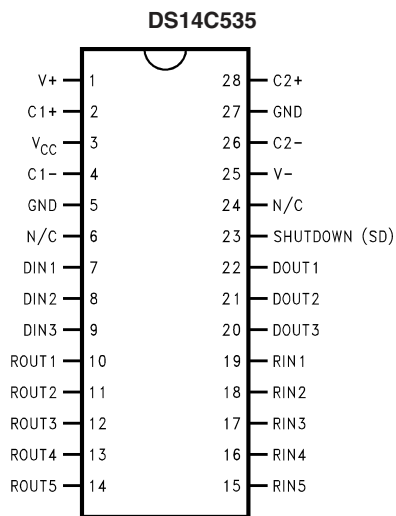 DS14C535
V+ 1 28 C2+
C1+ 2 27 GND
VCC 3 26 C2-
C1- 4 25 V-
GND 5 24 N/C
N/C 6 23 SHUTDOWN (SD)
DIN1 7 22 DOUT1
DIN2 8 21 DOUT2
DIN3 9 20 DOUT3
ROUT1 10 19 RIN1
ROUT2 11 18 RIN2
ROUT3 12 17 RIN3
ROUT4 13 16 RIN4
ROUT5 14 15 RIN5